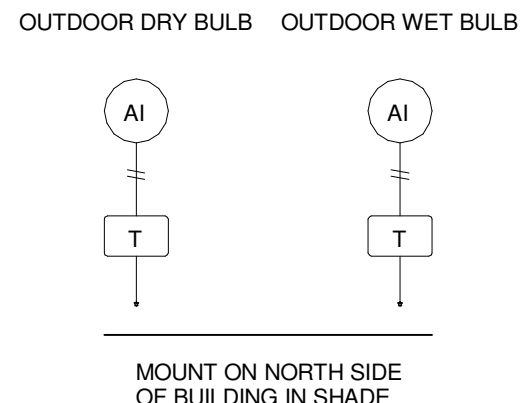 OUTDOOR DRY BULB OUTDOOR WET BULB
AI AI
T T
MOUNT ON NORTH SIDE
OF BUILDING IN SHADE